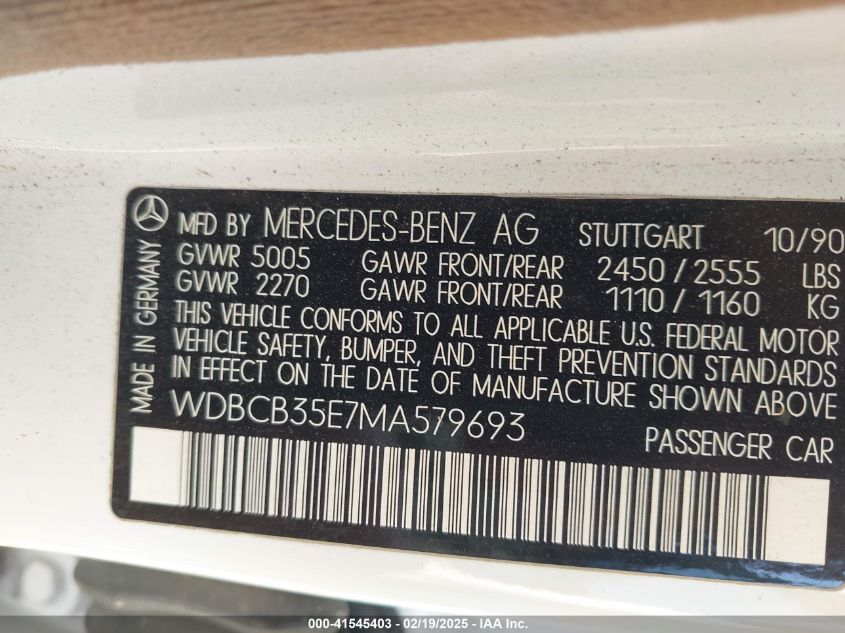 MFD BY MERCEDES-BENZ AG STUTTGART 10/90
GVWR 5005 GAWR FRONT/REAR 2450 / 2555 LBS
GVWR 2270 GAWR FRONT/REAR 1110 / 1160 KG
THIS VEHICLE CONFORMS TO ALL APPLICABLE U.S. FEDERAL MOTOR
VEHICLE SAFETY, BUMPER, AND THEFT PREVENTION STANDARDS
IN EFFECT ON THE DATE OF MANUFACTURE SHOWN ABOVE
WDBCB35E7MA579693 PASSENGER CAR
MADE IN GERMANY
000-41545403 - 02/19/2025 - IAA Inc.